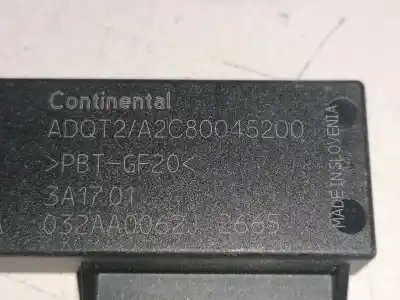 Continental
ADQT2/A2C80045200
>PBT-GF20<
3A17.01
032AA0062J 2665
MADE IN SLOVENIA